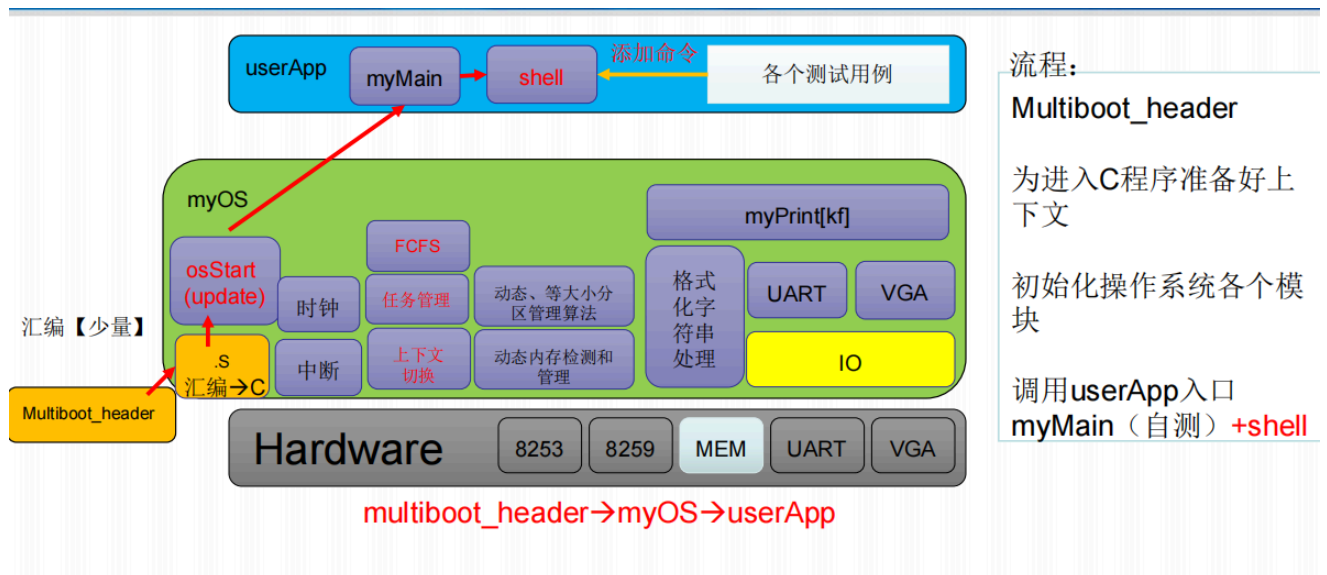 userApp
myMain
shell
添加命令
各个测试用例
myOS
osStart
(update)
时钟
FCFS
任务管理
上下文
切换
动态、等大小分
区管理算法
动态内存检测和
管理
中断
.s
汇编→C
myPrint[kf]
格式
化字
符串
处理
UART
VGA
IO
汇编【少量】
Multiboot_header
Hardware
8253
8259
MEM
UART
VGA
multiboot_header→myOS→userApp
流程：
Multiboot_header
为进入C程序准备好上
下文
初始化操作系统各个模
块
调用userApp入口
myMain（自测）+shell